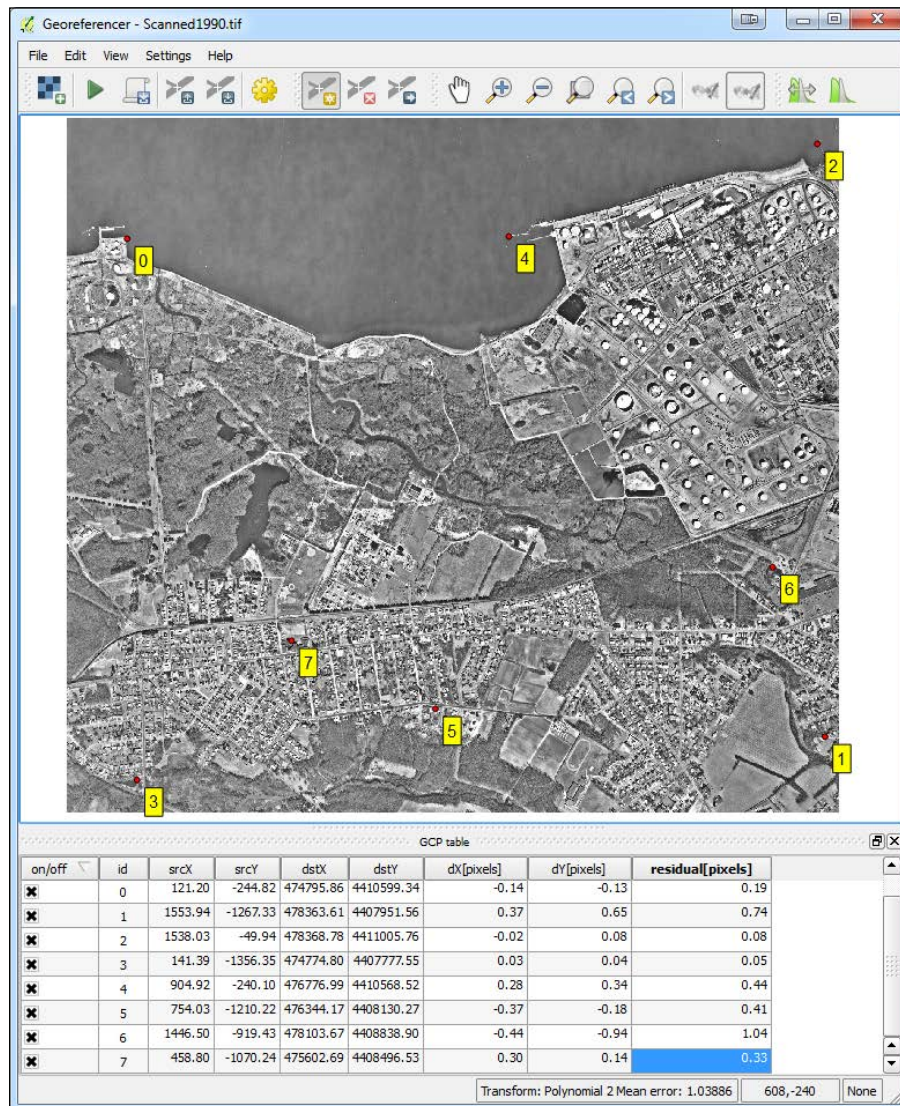 Georeferencer - Scanned1990.tif
File Edit View Settings Help
2
0
4
6
7
5
1
3
GCP table
on/off id srcX srcY dstX dstY dX[pixels] dY[pixels] residual[pixels]
0 121.20 -244.82 474795.86 4410599.34 -0.14 -0.13 0.19
1 1553.94 -1267.33 478363.61 4407951.56 0.37 0.65 0.74
2 1538.03 -49.94 478368.78 4411005.76 -0.02 0.08 0.08
3 141.39 -1356.35 474774.80 4407777.55 0.03 0.04 0.05
4 904.92 -240.10 476776.99 4410568.52 0.28 0.34 0.44
5 754.03 -1210.22 476344.17 4408130.27 -0.37 -0.18 0.41
6 1446.50 -919.43 478103.67 4408838.90 -0.44 -0.94 1.04
7 458.80 -1070.24 475602.69 4408496.53 0.30 0.14 0.33
Transform: Polynomial 2 Mean error: 1.03886 608,-240 None